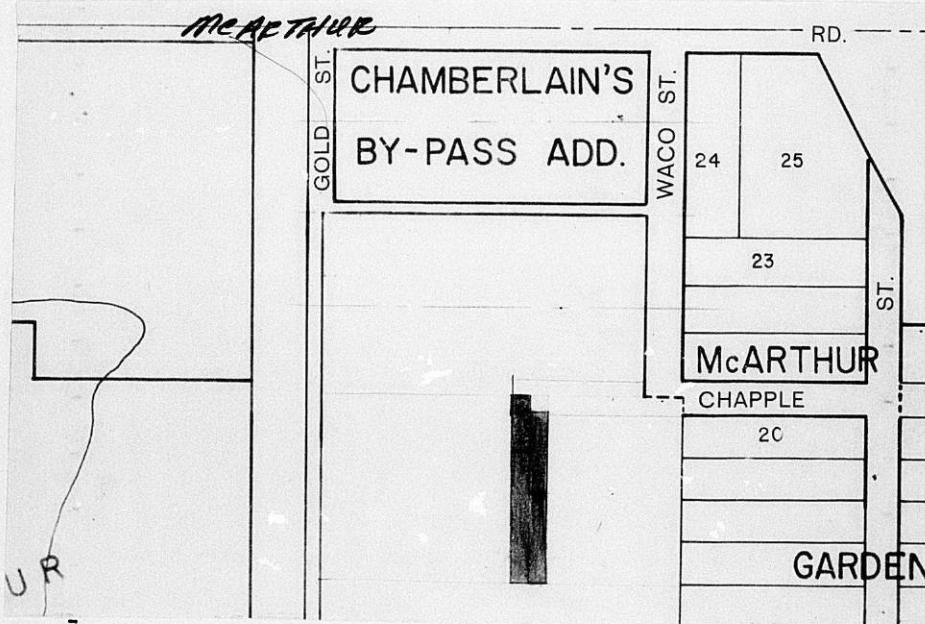 McARTHUR
RD.
GOLD ST.
CHAMBERLAIN'S
BY-PASS ADD.
WACO ST.
24
25
23
ST.
McARTHUR
CHAPPLE
20
GARDEN
UR